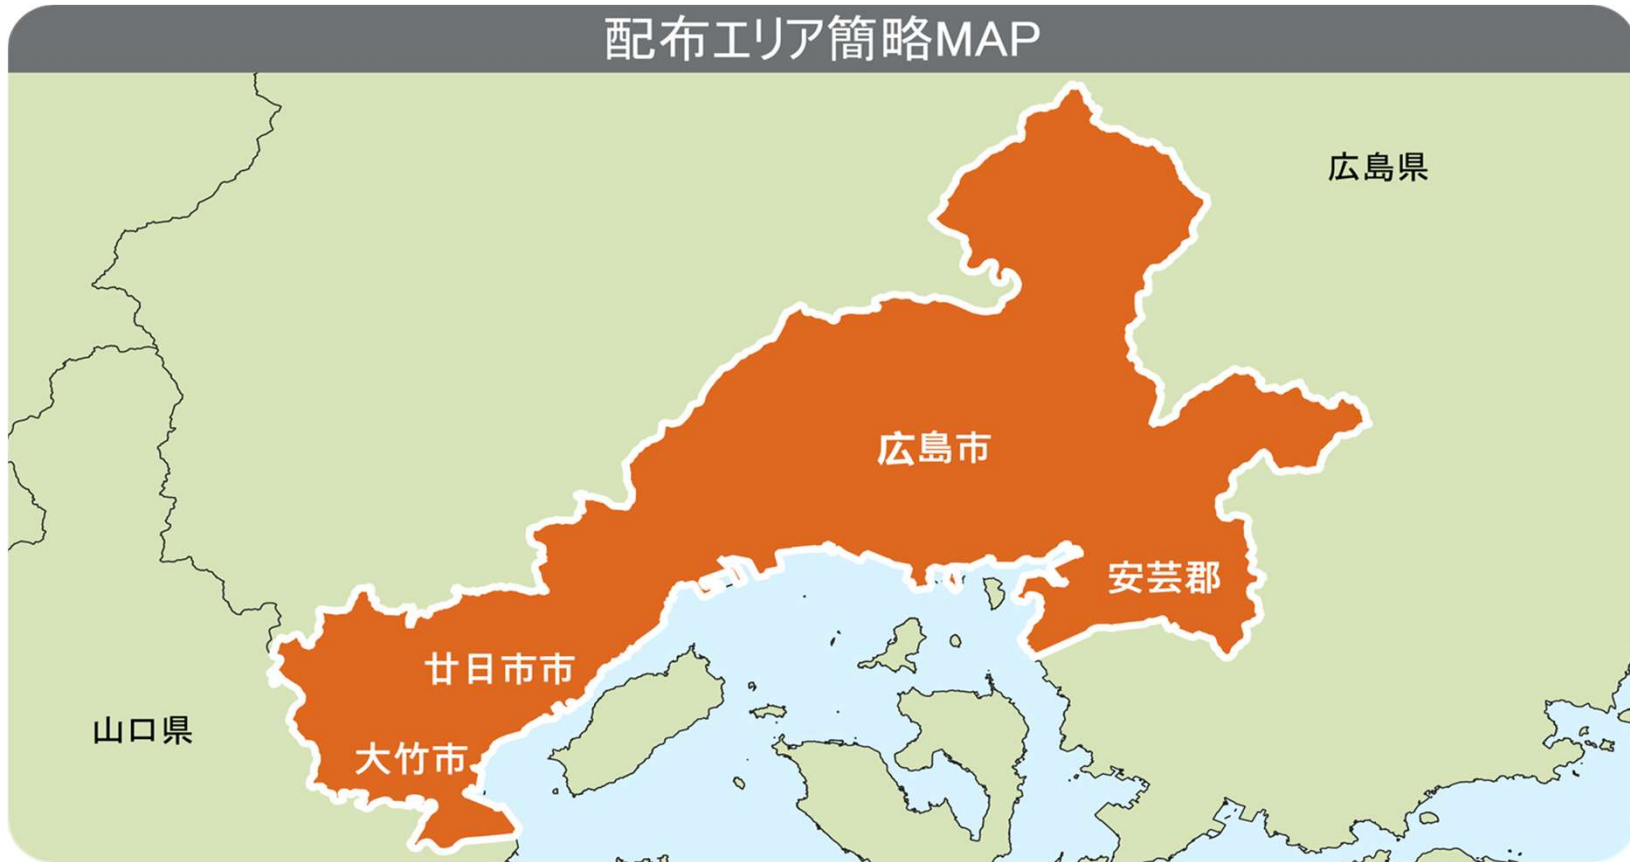 配布エリア簡略MAP
広島県
広島市
安芸郡
廿日市市
山口県
大竹市